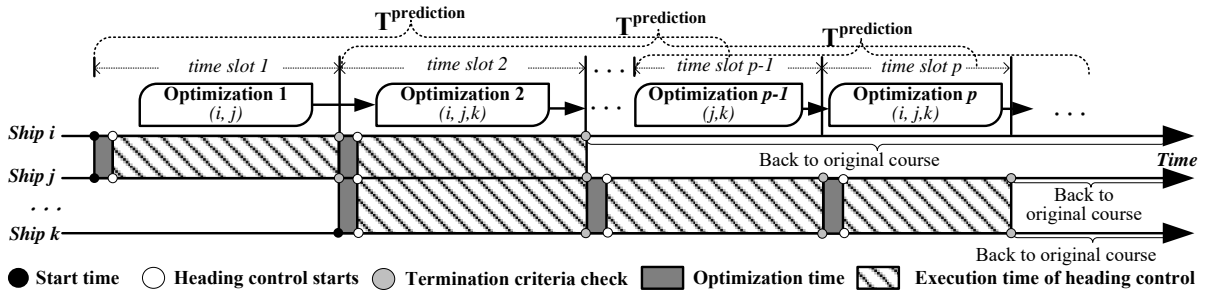 T^prediction
T^prediction
T^prediction
time slot 1
time slot 2
. . .
time slot p-1
time slot p
Optimization 1
(i, j)
Optimization 2
(i, j,k)
. . .
Optimization p-1
(j,k)
Optimization p
(i, j,k)
. . .
Ship i
Back to original course
Time
Ship j
Back to
original course
. . .
Ship k
Back to original course
Start time
Heading control starts
Termination criteria check
Optimization time
Execution time of heading control